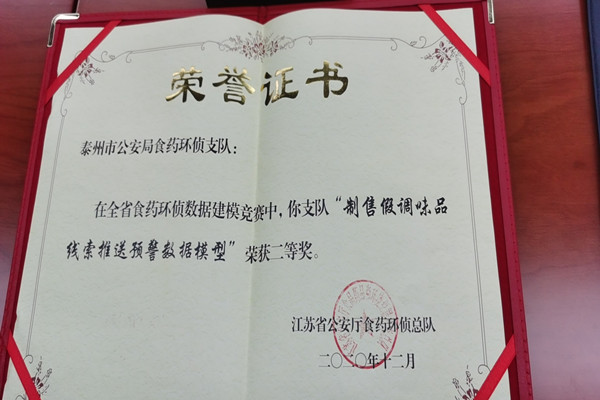 荣誉证书
泰州市公安局食药环侦支队：
在全省食药环侦数据建模竞赛中，你支队“制售假调味品
线索推送预警数据模型”荣获二等奖。
江苏省公安厅食药环侦总队
二〇二〇年十二月